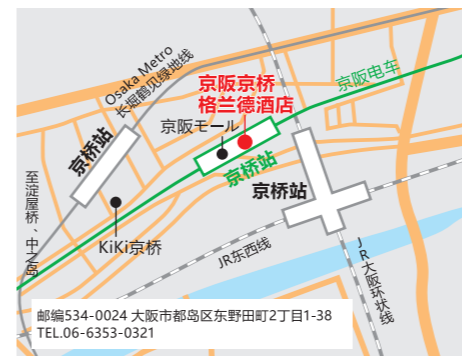 Osaka Metro
长堀鹤见绿地线
京阪京桥
格兰德酒店
京阪电车
京阪モール
京桥站
京桥站
京桥站
至淀屋桥、中之岛
KiKi京桥
JR东西线
JR大阪环状线
邮编534-0024 大阪市都岛区东野田町2丁目1-38
TEL.06-6353-0321